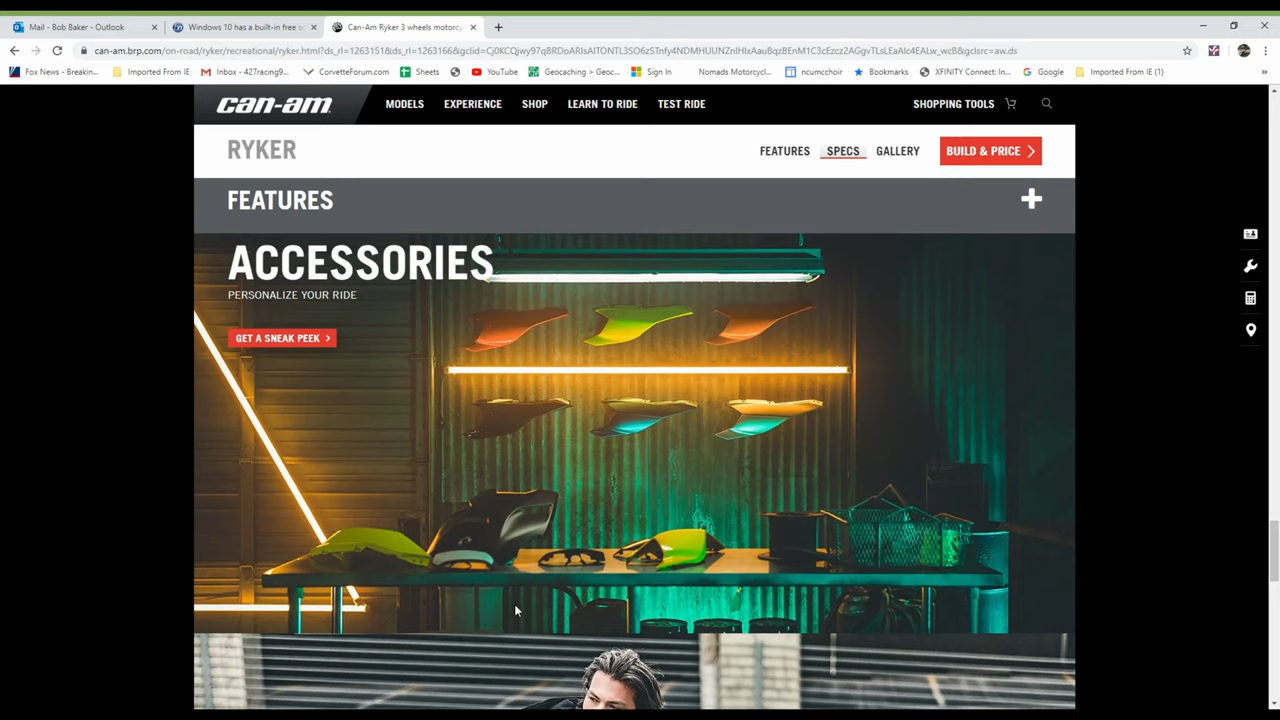 Mail - Bob Baker - Outlook
Windows 10 has a built-in free sc
Can-Am Ryker 3 wheels motorcy
can-am.brp.com/on-road/ryker/recreational/ryker.html?ds_rl=1263151&ds_rl=1263166&gclid=Cj0KCQjwy97qBRDoARIsAITONTL3SO6zSTnfy4NDMHUUNZnIHlxAauBqzBEnM1C3cEzcz2AGgvTLsLEaAlc4EALw_wcB&gclsrc=aw.ds
Fox News - Breakin...
Imported From IE
Inbox - 427racing9...
CorvetteForum.com
Sheets
YouTube
Geocaching > Geoc...
Sign In
Nomads Motorcycl...
ncumcchoir
Bookmarks
XFINITY Connect: In...
Google
Imported From IE (1)
can-am
MODELS
EXPERIENCE
SHOP
LEARN TO RIDE
TEST RIDE
SHOPPING TOOLS
RYKER
FEATURES
SPECS
GALLERY
BUILD & PRICE
FEATURES
ACCESSORIES
PERSONALIZE YOUR RIDE
GET A SNEAK PEEK